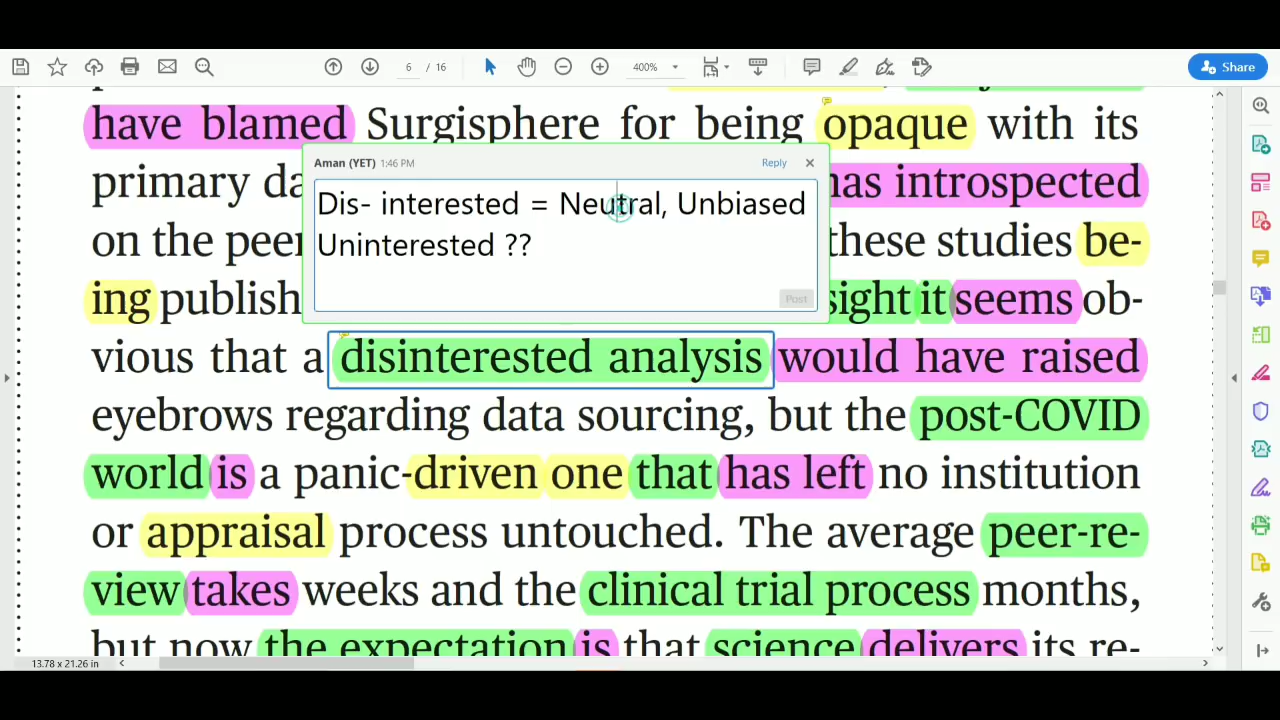 6 / 16
400%
Share
have blamed Surgisphere for being opaque with its
Aman (YET) 1:46 PM
Reply
primary da
has introspected
Dis- interested = Neutral, Unbiased
on the peer
these studies be-
Uninterested ??
ing publish
sight it seems ob-
Post
vious that a disinterested analysis would have raised
eyebrows regarding data sourcing, but the post-COVID
world is a panic-driven one that has left no institution
or appraisal process untouched. The average peer-re-
view takes weeks and the clinical trial process months,
but now the expectation is that science delivers its re-
13.78 x 21.26 in